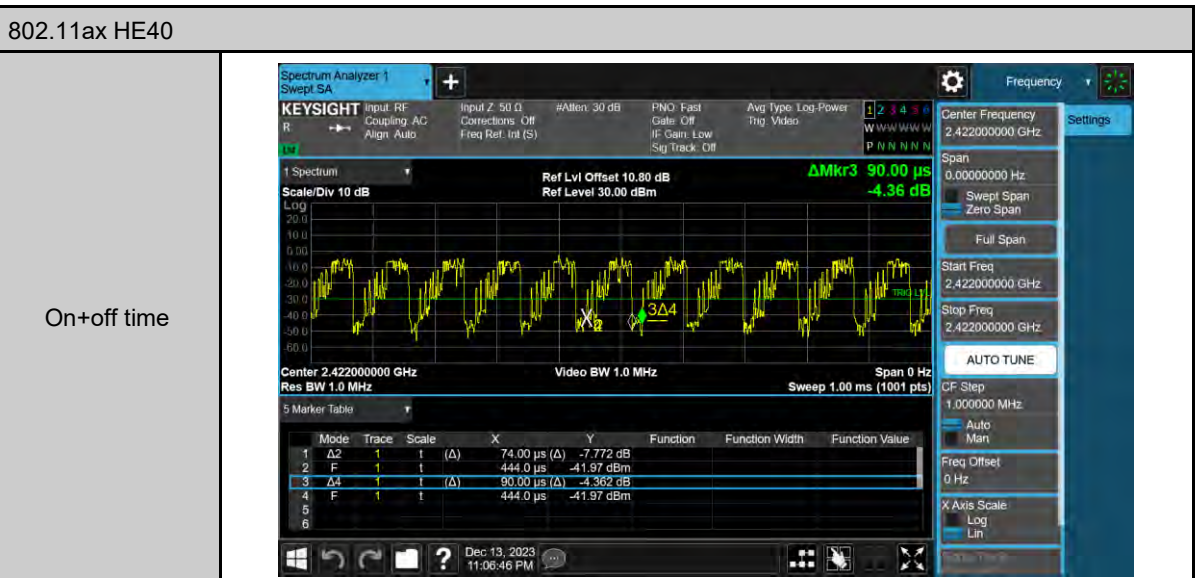 802.11ax HE40
On+off time
Spectrum Analyzer 1
Swept SA
+
Frequency
KEYSIGHT
R
Input: RF
Coupling: AC
Align: Auto
Input Z: 50 Ω
Corrections: Off
Freq Ref: Int (S)
#Atten: 30 dB
PNO: Fast
Gate: Off
IF Gain: Low
Sig Track: Off
Avg Type: Log-Power
Trig: Video
1 2 3 4 5 6
W W W W W W
P N N N N N
1 Spectrum
Scale/Div 10 dB
Ref Lvl Offset 10.80 dB
Ref Level 30.00 dBm
ΔMkr3 90.00 µs
-4.36 dB
Log
20.0
10.0
0.00
-10.0
-20.0
-30.0
-40.0
-50.0
-60.0
3Δ4
Center 2.422000000 GHz
Res BW 1.0 MHz
Video BW 1.0 MHz
Span 0 Hz
Sweep 1.00 ms (1001 pts)
5 Marker Table
Mode Trace Scale X Y Function Function Width Function Value
1 Δ2 1 t (Δ) 74.00 µs (Δ) -7.772 dB
2 F 1 t 444.0 µs -41.97 dBm
3 Δ4 1 t (Δ) 90.00 µs (Δ) -4.362 dB
4 F 1 t 444.0 µs -41.97 dBm
5
6
?
Dec 13, 2023
11:06:46 PM
Center Frequency
2.422000000 GHz
Settings
Span
0.00000000 Hz
Swept Span
Zero Span
Full Span
Start Freq
2.422000000 GHz
Stop Freq
2.422000000 GHz
AUTO TUNE
CF Step
1.000000 MHz
Auto
Man
Freq Offset
0 Hz
X Axis Scale
Log
Lin